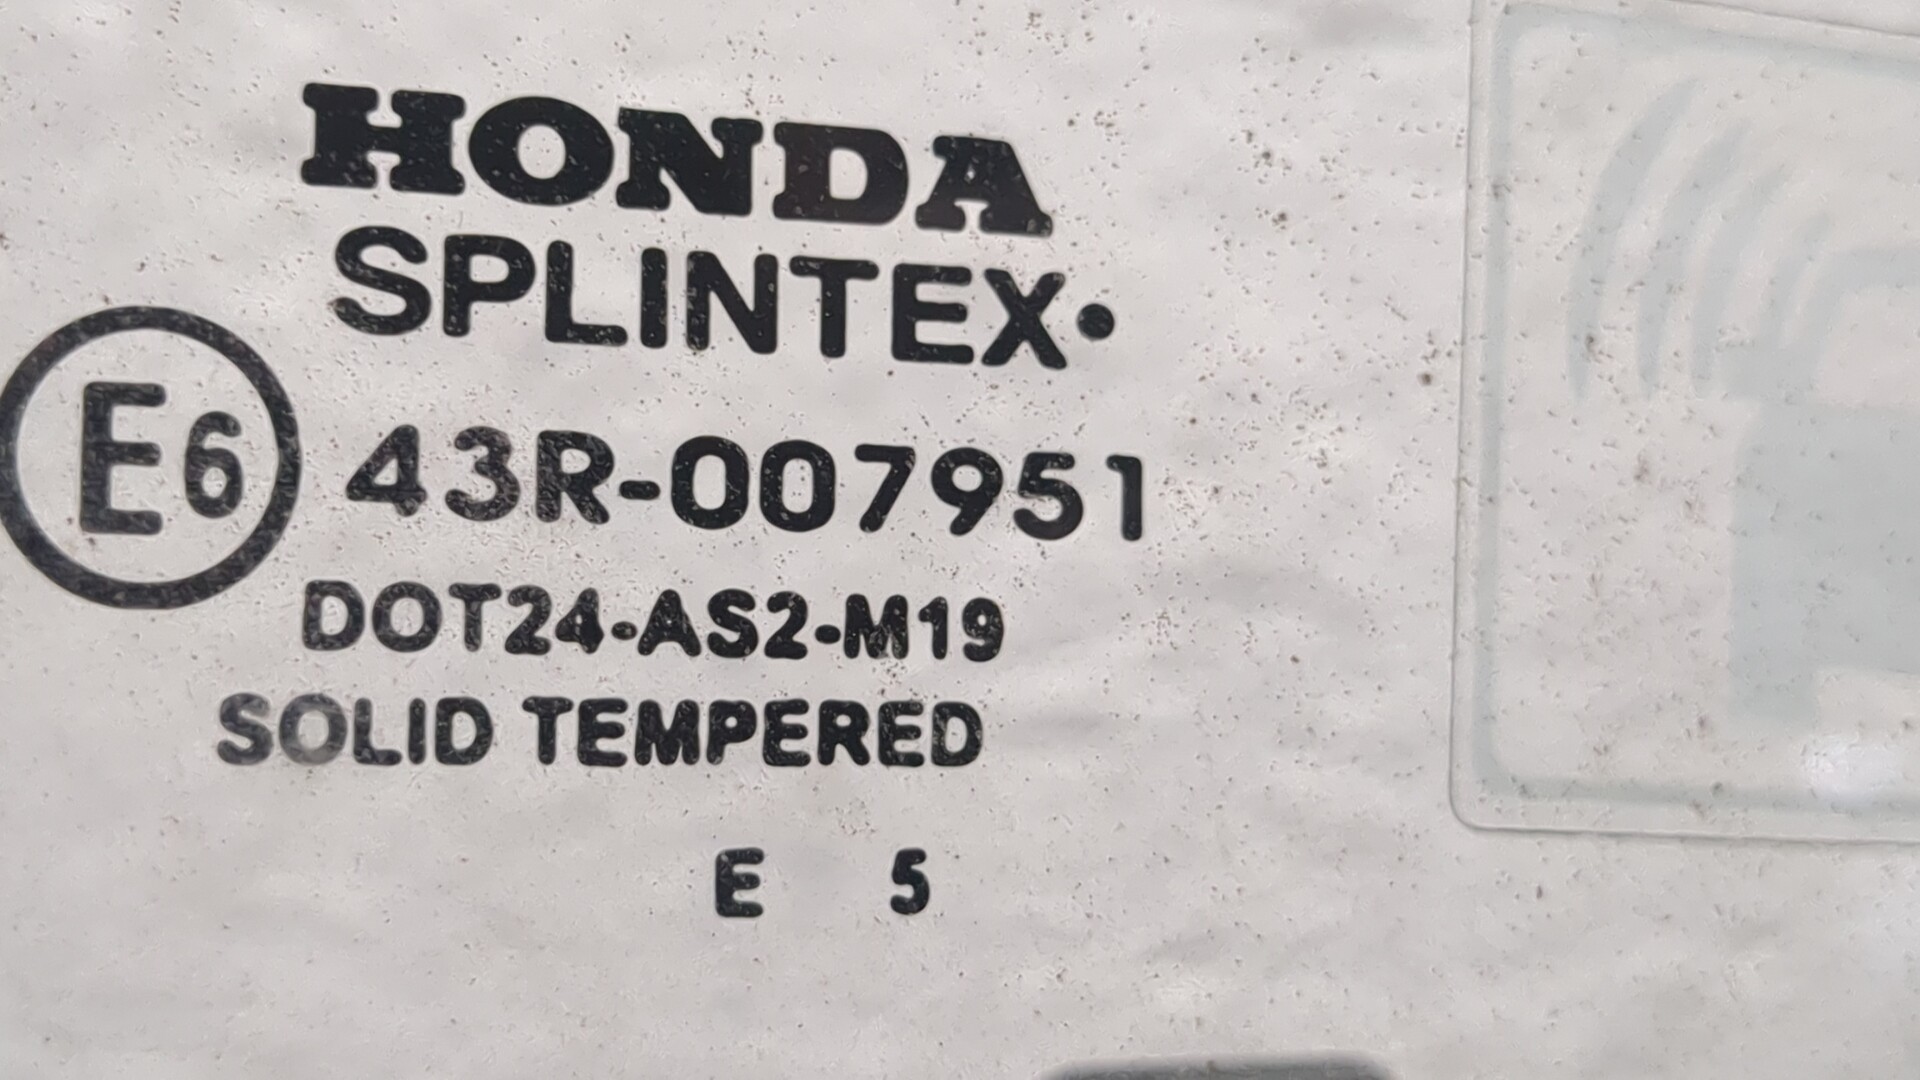 HONDA
SPLINTEX•
E6 43R-007951
DOT24-AS2-M19
SOLID TEMPERED
E 5